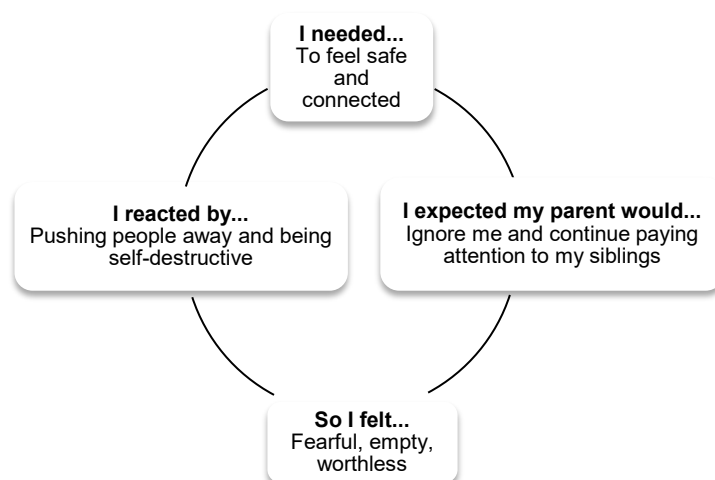 I needed...
To feel safe
and
connected
I expected my parent would...
Ignore me and continue paying
attention to my siblings
So I felt...
Fearful, empty,
worthless
I reacted by...
Pushing people away and being
self-destructive